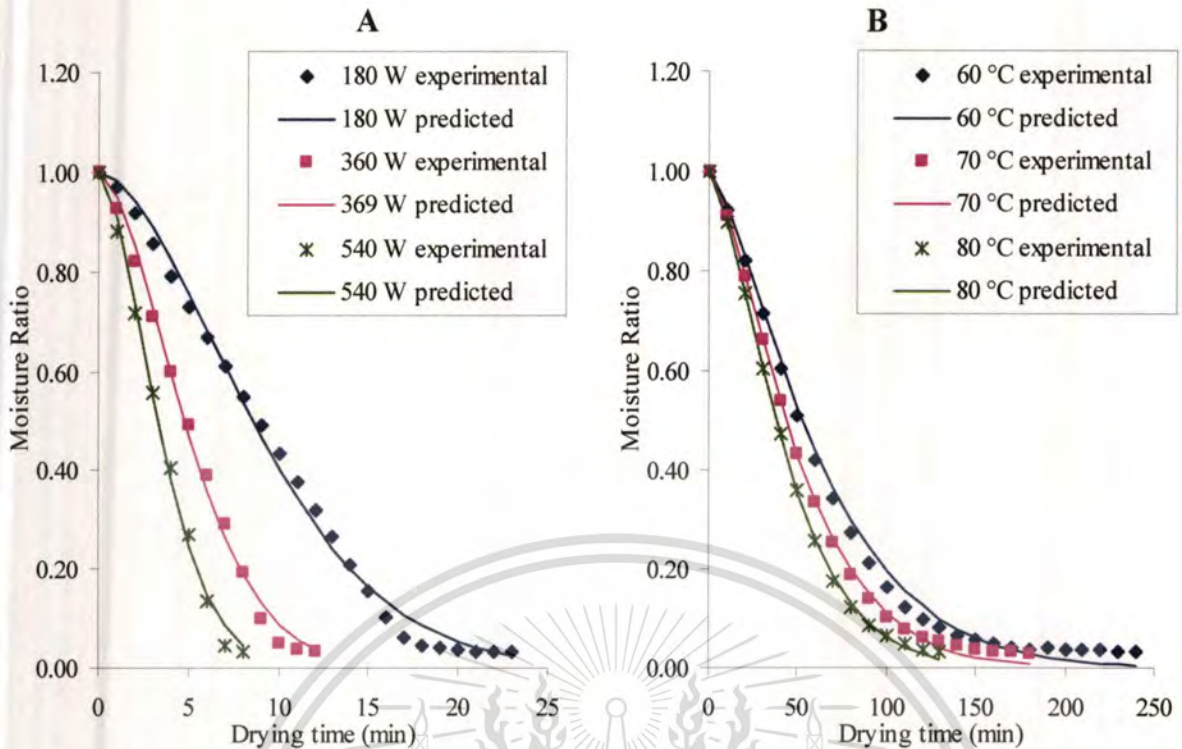 A
180 W experimental
180 W predicted
360 W experimental
369 W predicted
540 W experimental
540 W predicted
1.20
1.00
0.80
0.60
0.40
0.20
0.00
Moisture Ratio
0 5 10 15 20 25
Drying time (min)
B
60 °C experimental
60 °C predicted
70 °C experimental
70 °C predicted
80 °C experimental
80 °C predicted
1.20
1.00
0.80
0.60
0.40
0.20
0.00
Moisture Ratio
0 50 100 150 200 250
Drying time (min)